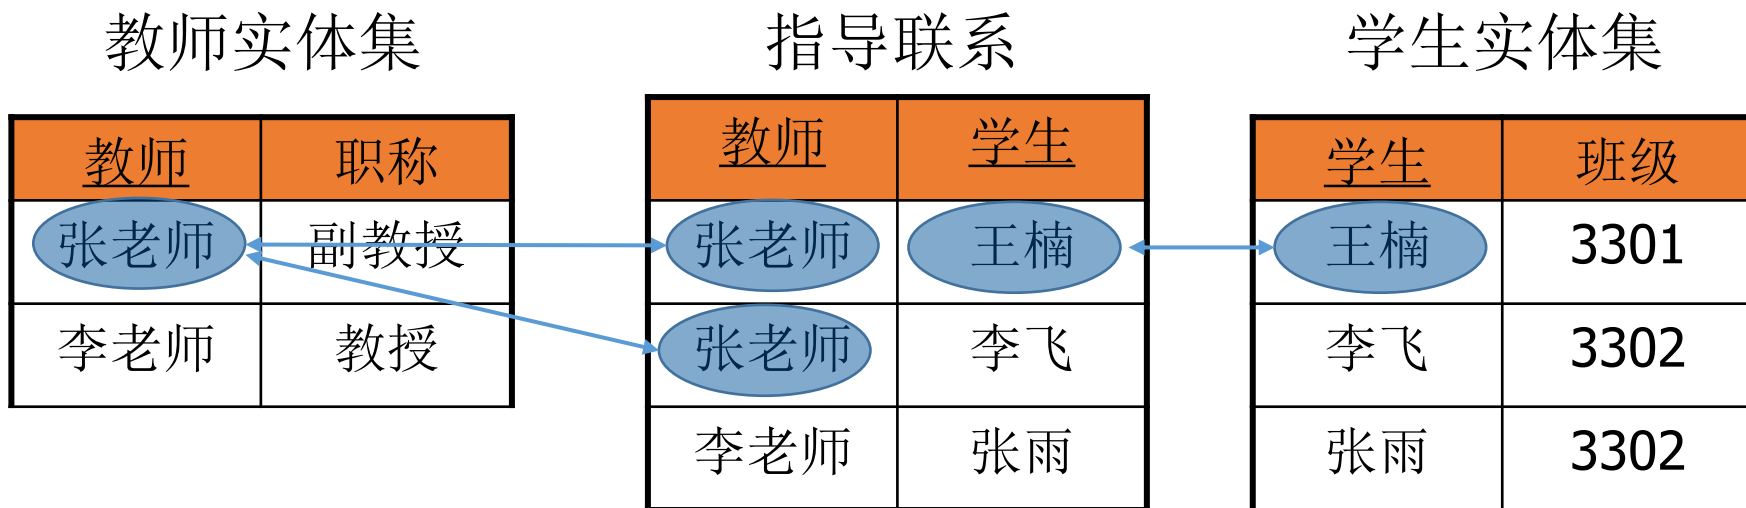 教师实体集 指导联系 学生实体集
教师 职称 教师 学生 学生 班级
张老师 副教授 张老师 王楠 王楠 3301
李老师 教授 张老师 李飞 李飞 3302
李老师 张雨 张雨 3302